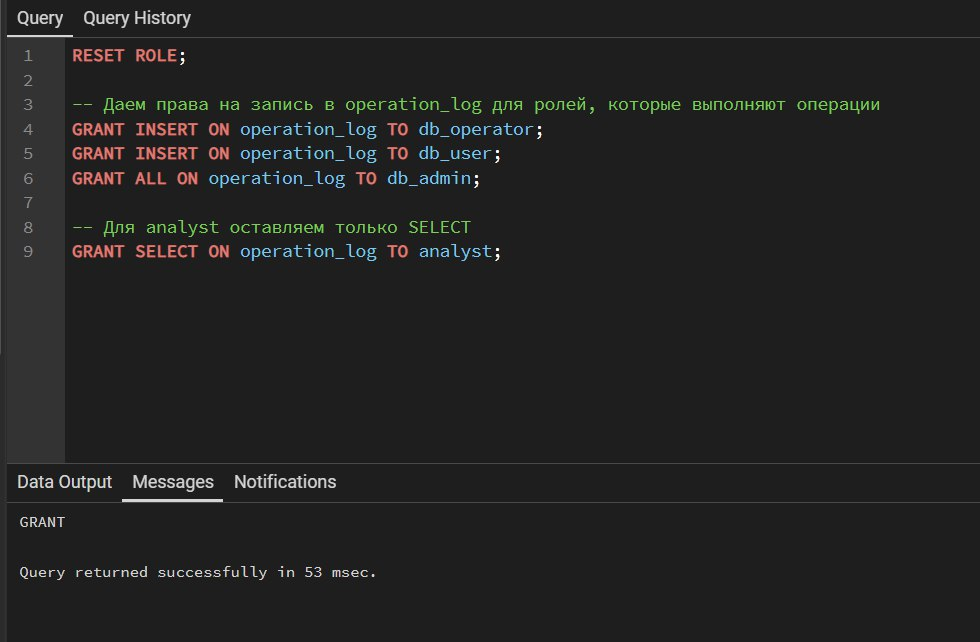 Query Query History
1 RESET ROLE;
2
3 -- Даем права на запись в operation_log для ролей, которые выполняют операции
4 GRANT INSERT ON operation_log TO db_operator;
5 GRANT INSERT ON operation_log TO db_user;
6 GRANT ALL ON operation_log TO db_admin;
7
8 -- Для analyst оставляем только SELECT
9 GRANT SELECT ON operation_log TO analyst;
Data Output Messages Notifications
GRANT
Query returned successfully in 53 msec.